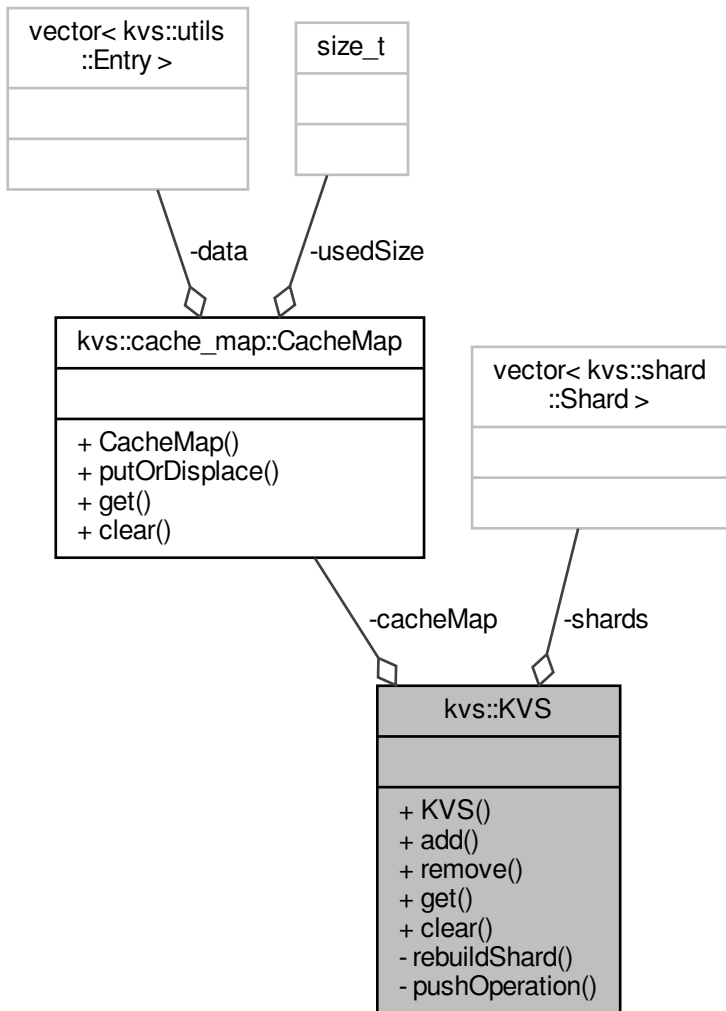 vector< kvs::utils
::Entry >
size_t
-data
-usedSize
kvs::cache_map::CacheMap
+ CacheMap()
+ putOrDisplace()
+ get()
+ clear()
vector< kvs::shard
::Shard >
-cacheMap
-shards
kvs::KVS
+ KVS()
+ add()
+ remove()
+ get()
+ clear()
- rebuildShard()
- pushOperation()